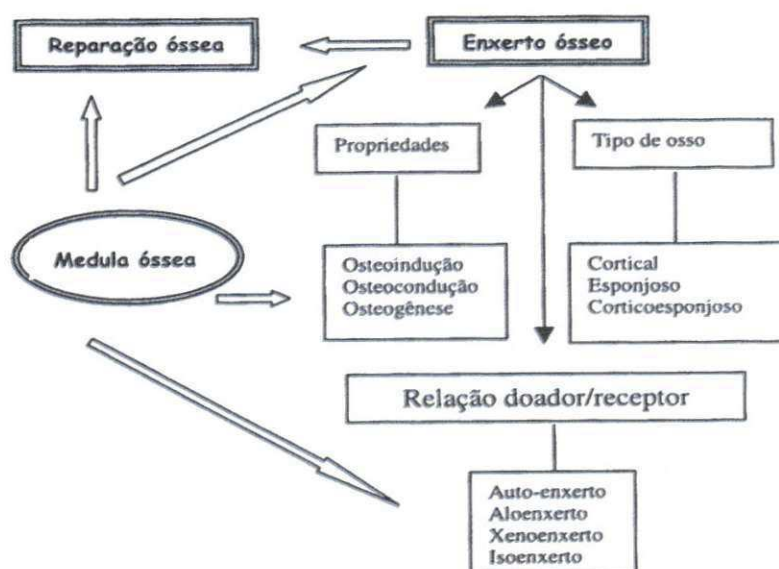 Reparação óssea
Enxerto ósseo
Propriedades
Tipo de osso
Medula óssea
Osteoindução
Osteocondução
Osteogênese
Cortical
Esponjoso
Corticoesponjoso
Relação doador/receptor
Auto-enxerto
Aloenxerto
Xenoenxerto
Isoenxerto